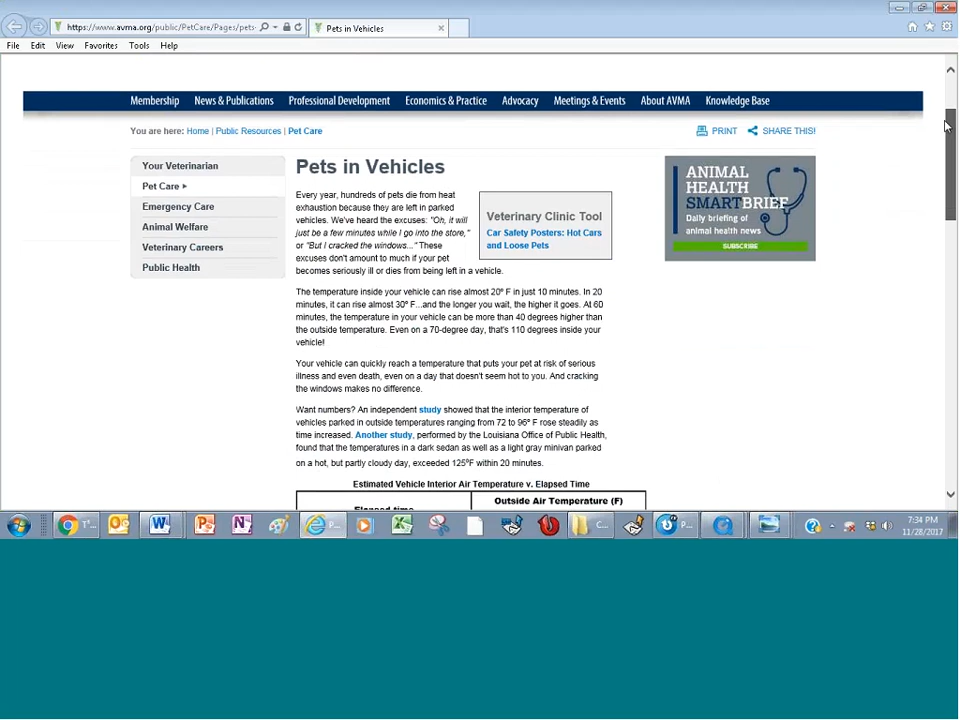 https://www.avma.org/public/PetCare/Pages/pets-
Pets in Vehicles
File Edit View Favorites Tools Help
Membership News & Publications Professional Development Economics & Practice Advocacy Meetings & Events About AVMA Knowledge Base
You are here: Home | Public Resources | Pet Care
PRINT SHARE THIS!
Your Veterinarian
Pet Care
Emergency Care
Animal Welfare
Veterinary Careers
Public Health
Pets in Vehicles
Every year, hundreds of pets die from heat
exhaustion because they are left in parked
vehicles. We've heard the excuses: "Oh, it will
just be a few minutes while I go into the store,"
or "But I cracked the windows..." These
excuses don't amount to much if your pet
becomes seriously ill or dies from being left in a vehicle.
Veterinary Clinic Tool
Car Safety Posters: Hot Cars
and Loose Pets
The temperature inside your vehicle can rise almost 20º F in just 10 minutes. In 20
minutes, it can rise almost 30º F...and the longer you wait, the higher it goes. At 60
minutes, the temperature in your vehicle can be more than 40 degrees higher than
the outside temperature. Even on a 70-degree day, that's 110 degrees inside your
vehicle!
Your vehicle can quickly reach a temperature that puts your pet at risk of serious
illness and even death, even on a day that doesn't seem hot to you. And cracking
the windows makes no difference.
Want numbers? An independent study showed that the interior temperature of
vehicles parked in outside temperatures ranging from 72 to 96º F rose steadily as
time increased. Another study, performed by the Louisiana Office of Public Health,
found that the temperatures in a dark sedan as well as a light gray minivan parked
on a hot, but partly cloudy day, exceeded 125ºF within 20 minutes.
Estimated Vehicle Interior Air Temperature v. Elapsed Time
Elapsed time
Outside Air Temperature (F)
ANIMAL
HEALTH
SMARTBRIEF
Daily briefing of
animal health news
SUBSCRIBE
7:34 PM
11/28/2017